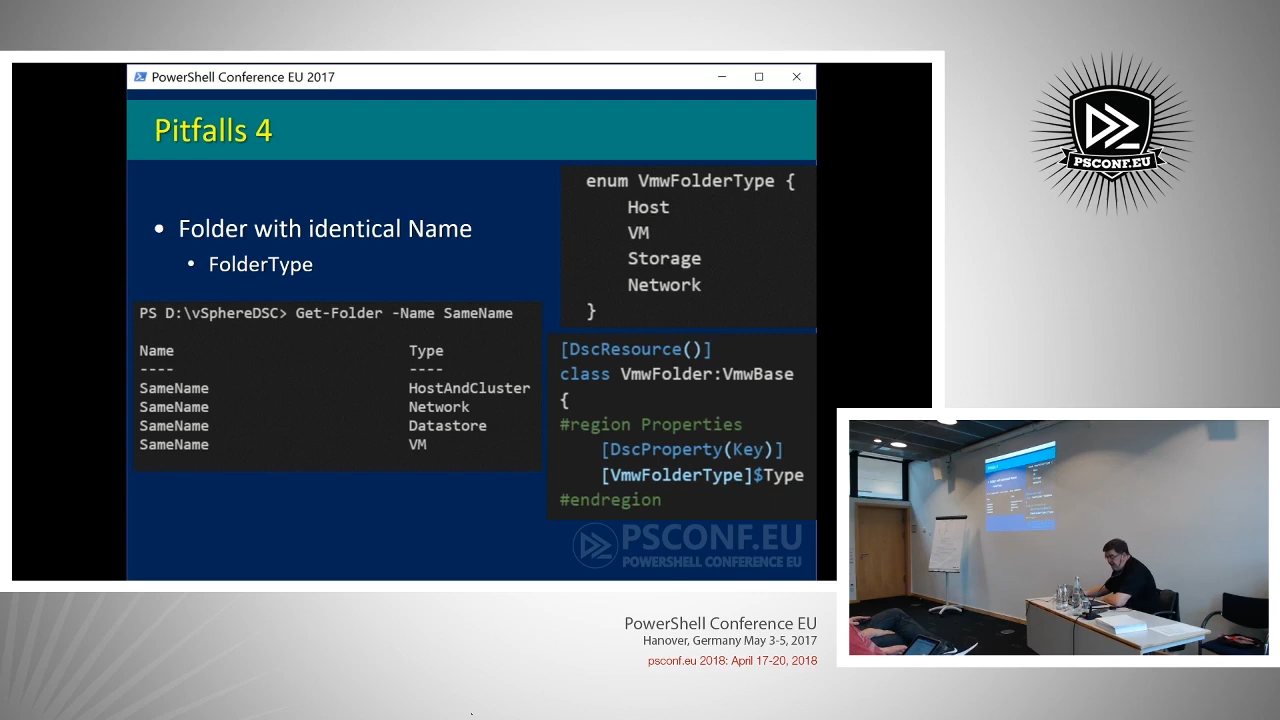 PowerShell Conference EU 2017
Pitfalls 4
• Folder with identical Name
• FolderType
PS D:\vSphereDSC> Get-Folder -Name SameName
Name Type
---- ----
SameName HostAndCluster
SameName Network
SameName Datastore
SameName VM
enum VmwFolderType {
Host
VM
Storage
Network
}
[DscResource()]
class VmwFolder:VmwBase
{
#region Properties
[DscProperty(Key)]
[VmwFolderType]$Type
#endregion
PSCONF.EU
POWERSHELL CONFERENCE EU
PSCONF.EU
PowerShell Conference EU
Hanover, Germany May 3-5, 2017
psconf.eu 2018: April 17-20, 2018
Pitfalls 4